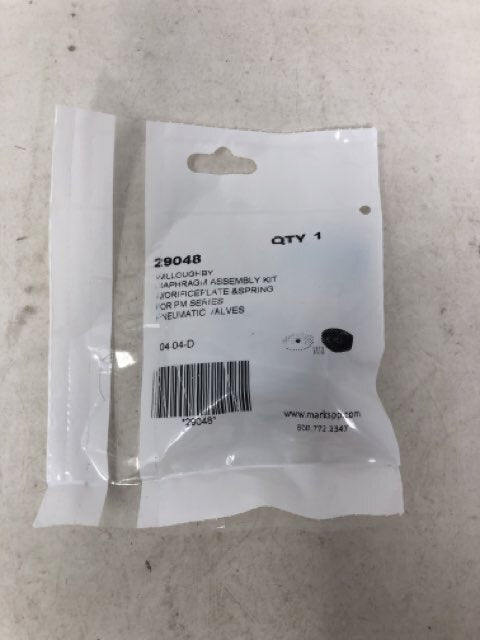 QTY 1
29048
WILLOUGHBY
DIAPHRAGM ASSEMBLY KIT
W/ORIFICEPLATE &SPRING
FOR PM SERIES
PNEUMATIC VALVES
04-04-D
*29048*
www.markspp.com
800.772.2347